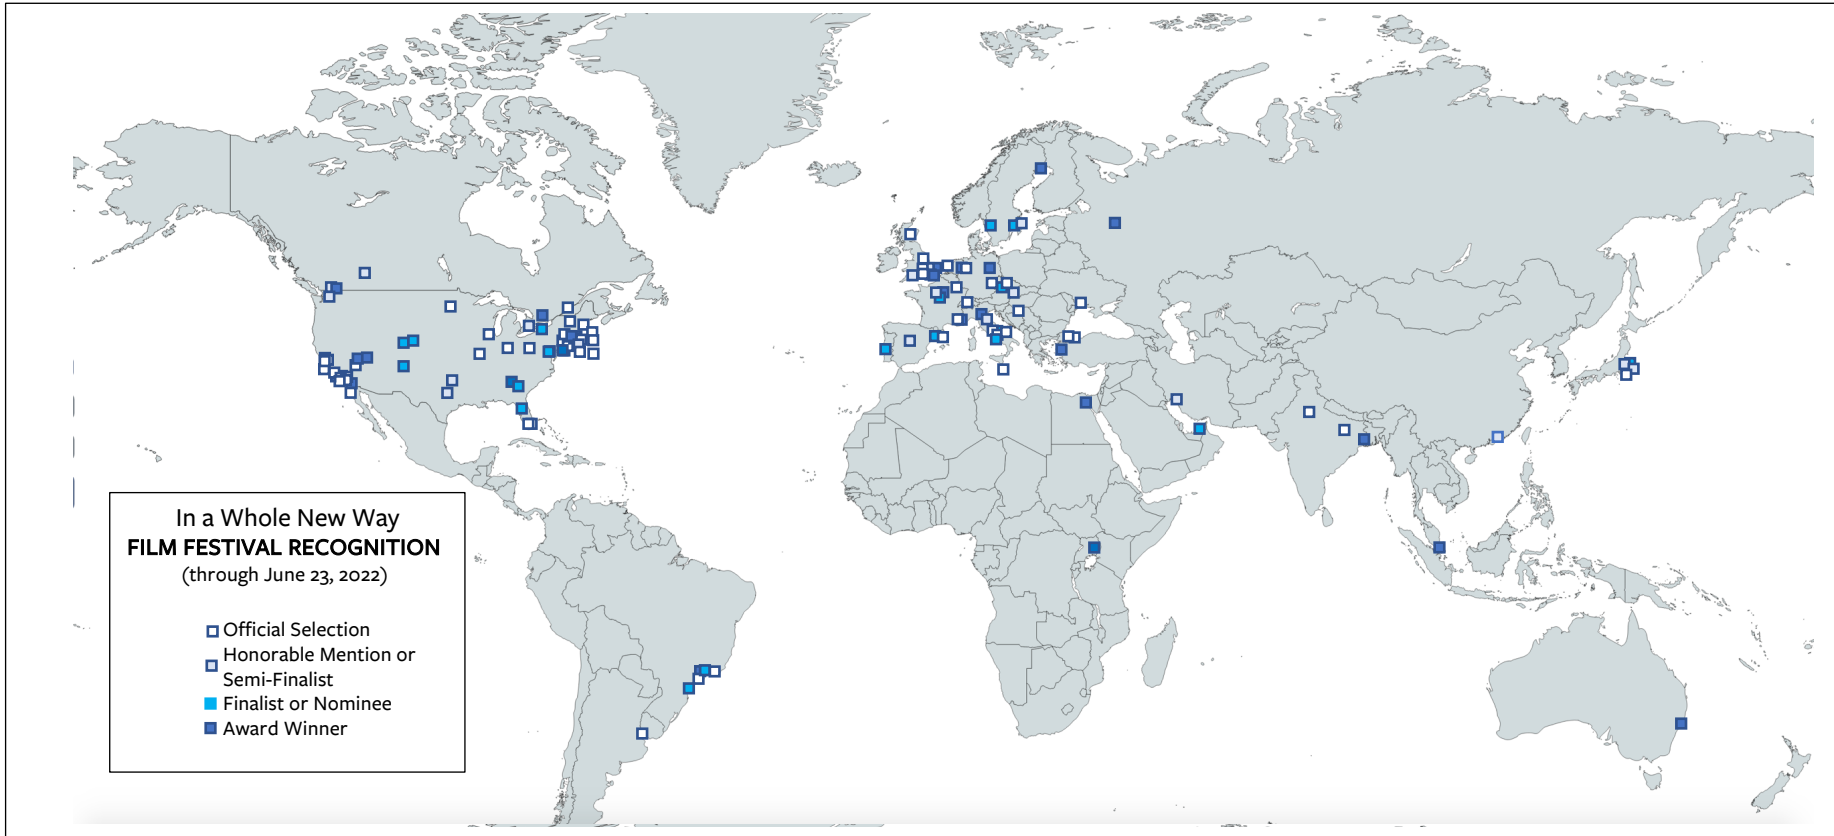 In a Whole New Way
FILM FESTIVAL RECOGNITION
(through June 23, 2022)
Official Selection
Honorable Mention or
Semi-Finalist
Finalist or Nominee
Award Winner